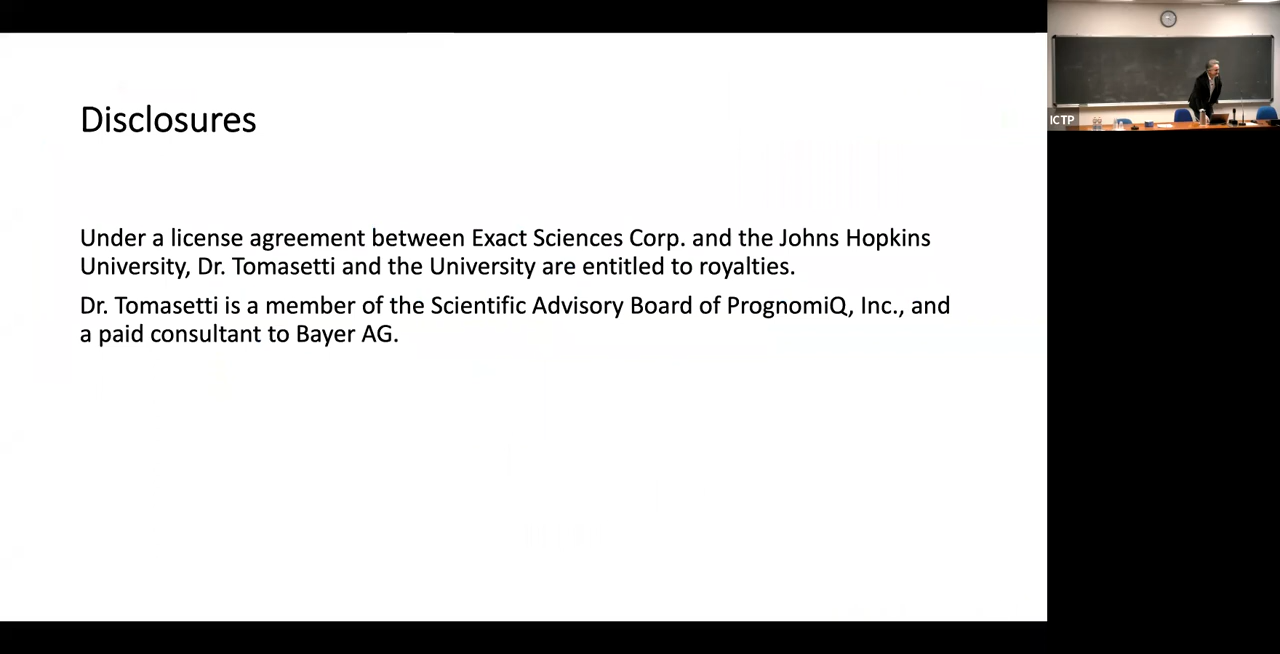 Disclosures
Under a license agreement between Exact Sciences Corp. and the Johns Hopkins
University, Dr. Tomasetti and the University are entitled to royalties.
Dr. Tomasetti is a member of the Scientific Advisory Board of PrognomiQ, Inc., and
a paid consultant to Bayer AG.
ICTP